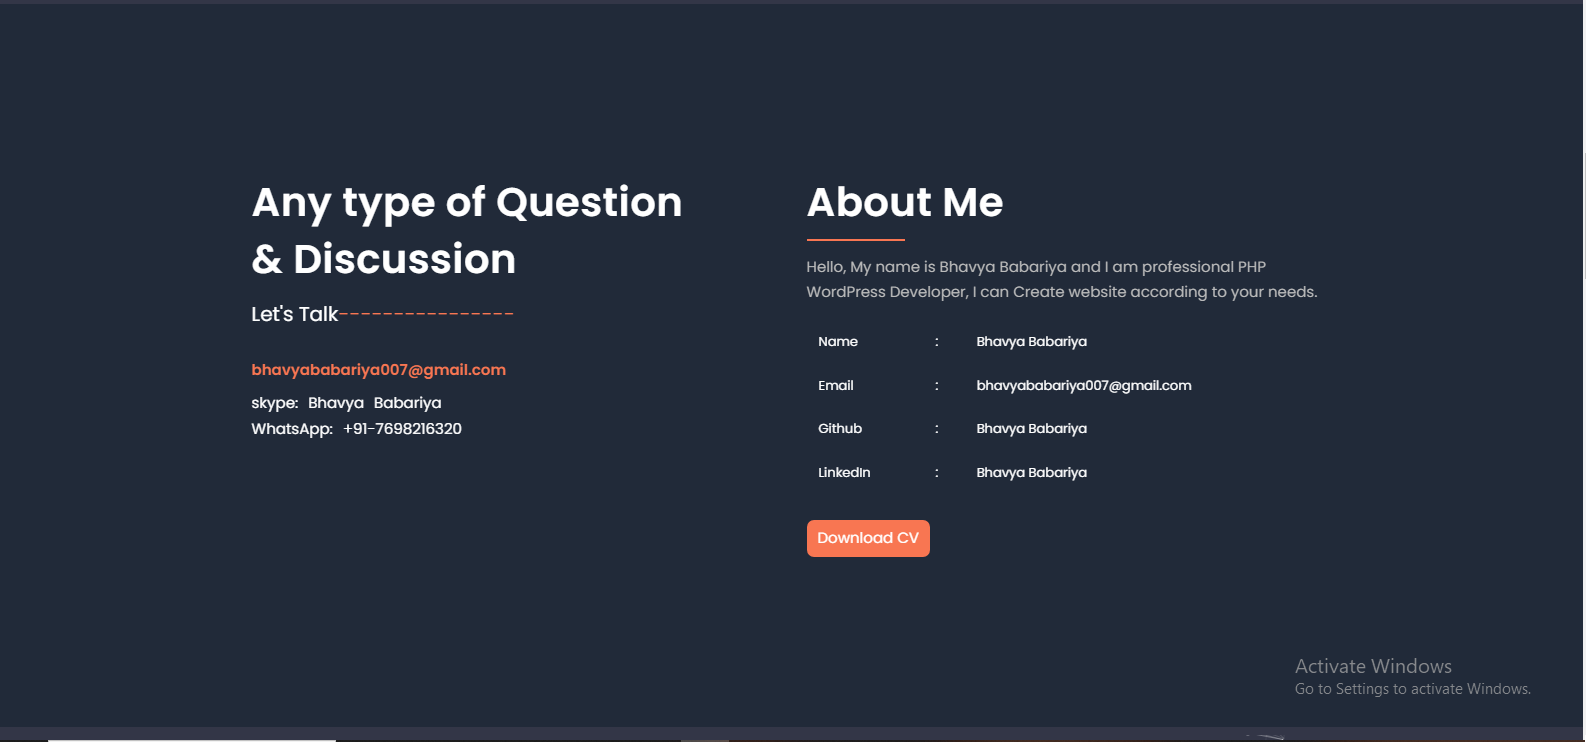 Any type of Question
& Discussion
Let's Talk----------------
bhavyababariya007@gmail.com
skype: Bhavya Babariya
WhatsApp: +91-7698216320
About Me
Hello, My name is Bhavya Babariya and I am professional PHP
WordPress Developer, I can Create website according to your needs.
Name : Bhavya Babariya
Email : bhavyababariya007@gmail.com
Github : Bhavya Babariya
LinkedIn : Bhavya Babariya
Download CV
Activate Windows
Go to Settings to activate Windows.